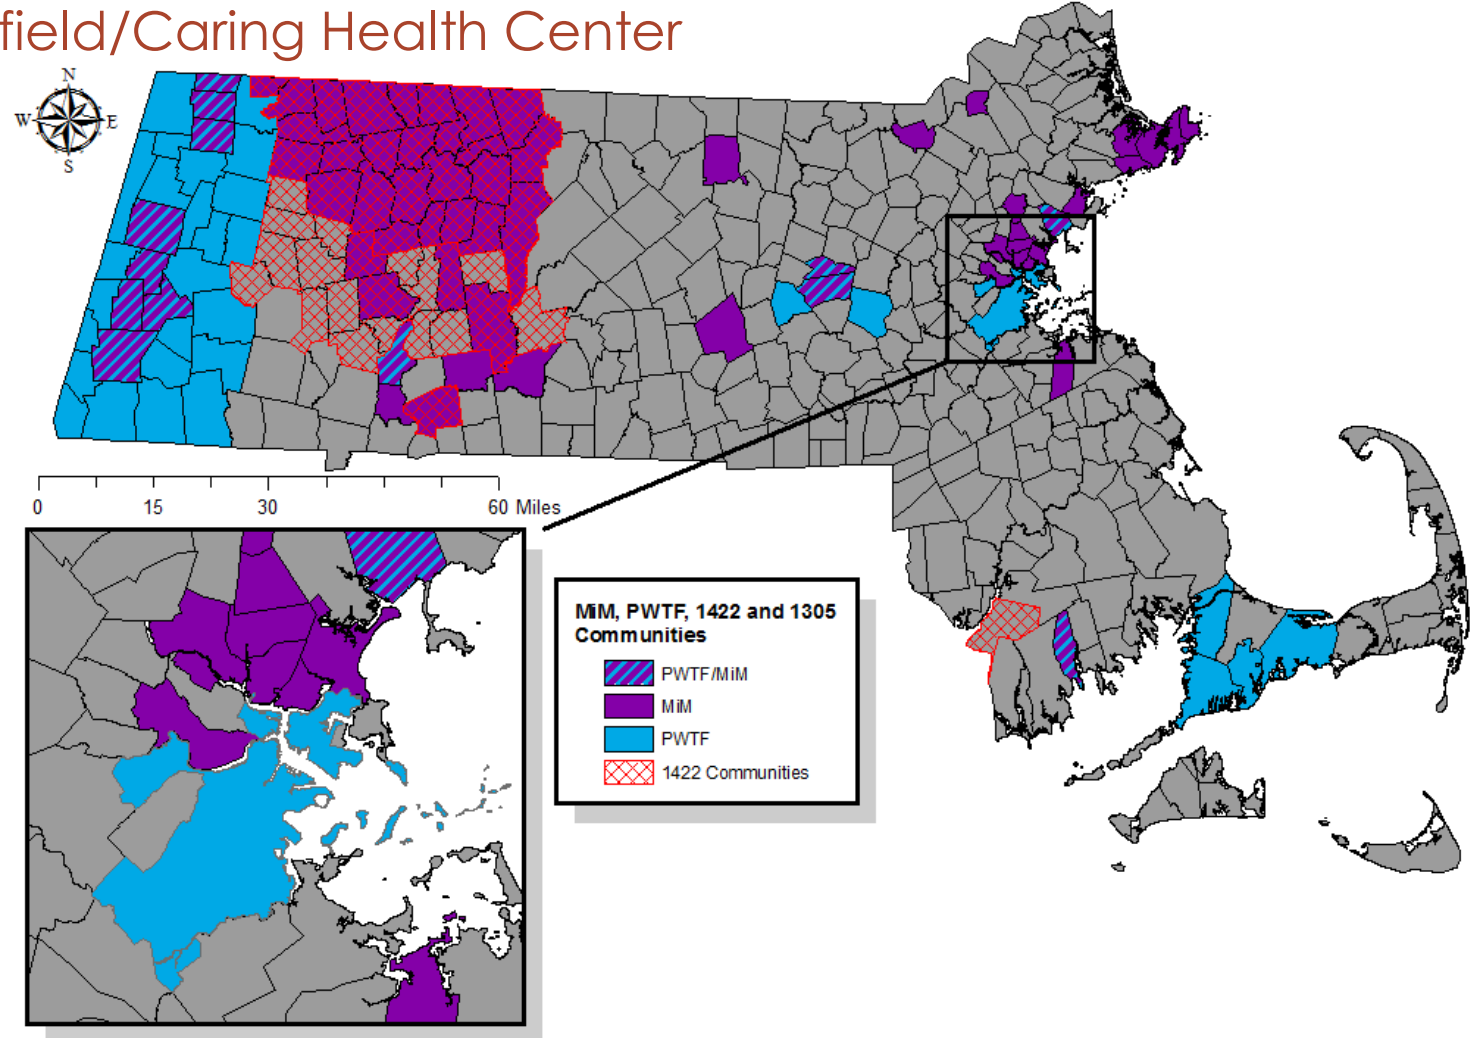 field/Caring Health Center
N
W E
S
0 15 30 60 Miles
MiM, PWTF, 1422 and 1305
Communities
PWTF/MiM
MiM
PWTF
1422 Communities